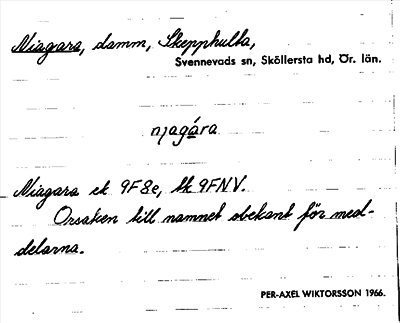 Niagara, damm, Skepphulta,
Svennevads sn, Sköllersta hd, Ör. län.
njagára
Niagara ek 9F8e, tk 9FNV.
Orsaken till namnet obekant för med-
delarna.
PER-AXEL WIKTORSSON 1966.